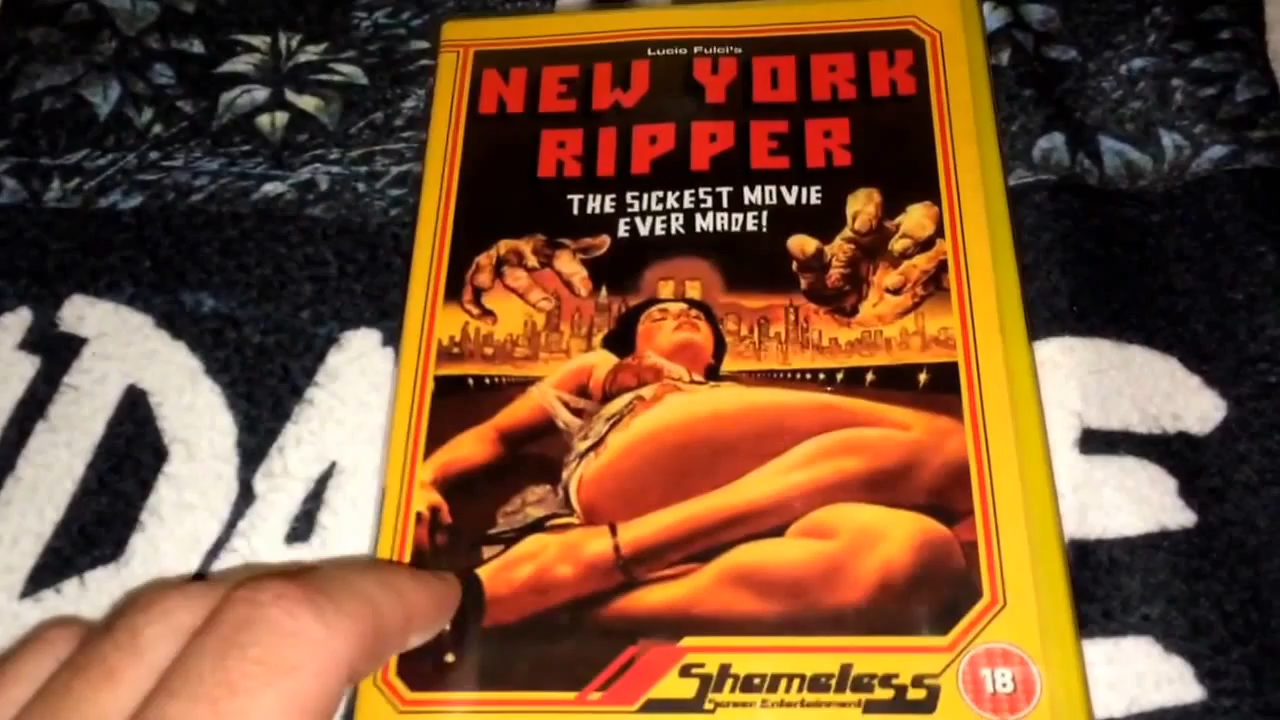 Lucio Fulci's
NEW YORK
RIPPER
THE SICKEST MOVIE
EVER MADE!
Shameless
Screen Entertainment
18